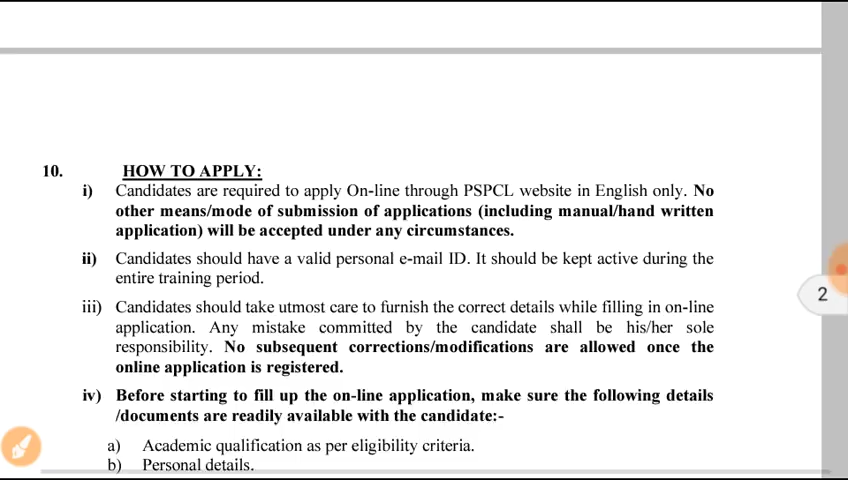 10. HOW TO APPLY:
i) Candidates are required to apply On-line through PSPCL website in English only. No
other means/mode of submission of applications (including manual/hand written
application) will be accepted under any circumstances.
ii) Candidates should have a valid personal e-mail ID. It should be kept active during the
entire training period.
iii) Candidates should take utmost care to furnish the correct details while filling in on-line
application. Any mistake committed by the candidate shall be his/her sole
responsibility. No subsequent corrections/modifications are allowed once the
online application is registered.
iv) Before starting to fill up the on-line application, make sure the following details
/documents are readily available with the candidate:-
a) Academic qualification as per eligibility criteria.
b) Personal details.
2